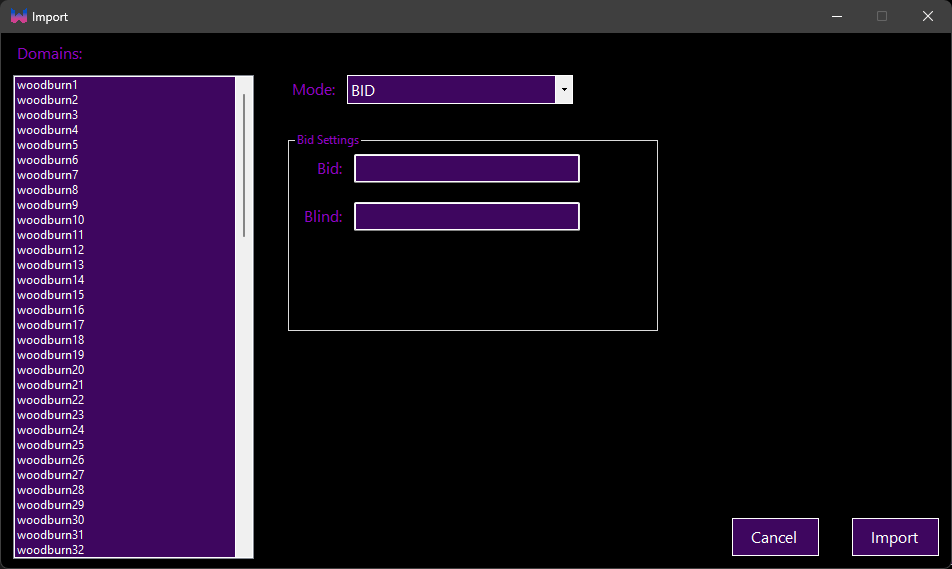 Import
Domains:
woodburn1
woodburn2
woodburn3
woodburn4
woodburn5
woodburn6
woodburn7
woodburn8
woodburn9
woodburn10
woodburn11
woodburn12
woodburn13
woodburn14
woodburn15
woodburn16
woodburn17
woodburn18
woodburn19
woodburn20
woodburn21
woodburn22
woodburn23
woodburn24
woodburn25
woodburn26
woodburn27
woodburn28
woodburn29
woodburn30
woodburn31
woodburn32
Mode: BID
Bid Settings
Bid:
Blind:
Cancel Import